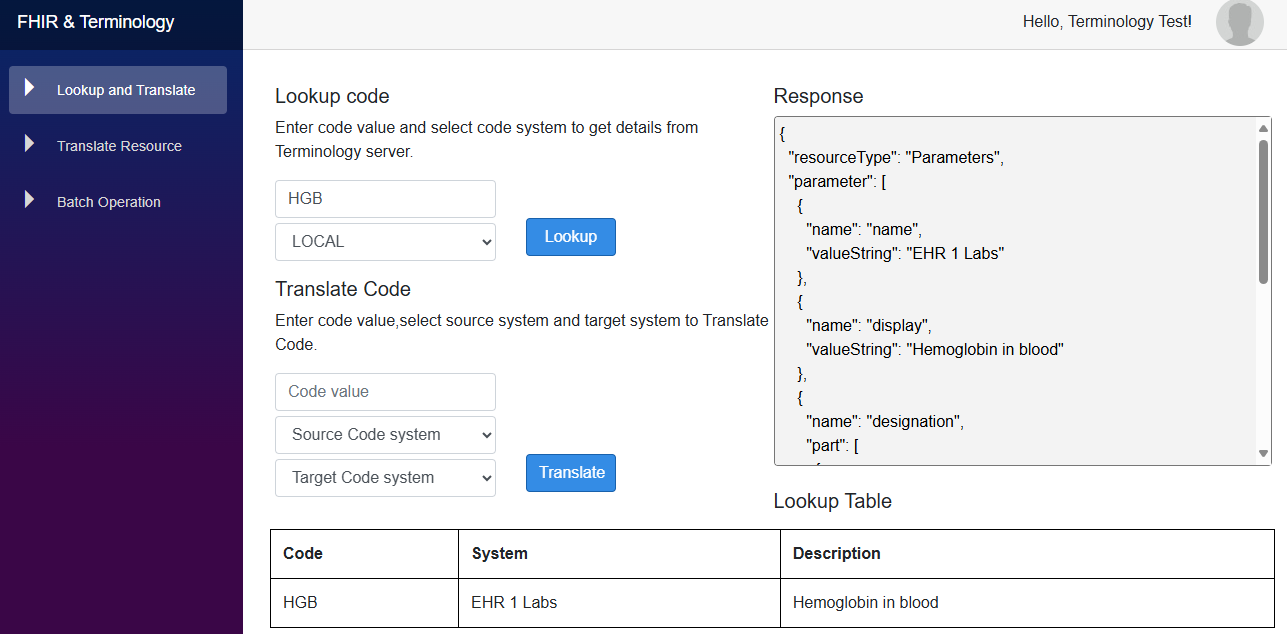 FHIR & Terminology
Hello, Terminology Test!
Lookup and Translate
Translate Resource
Batch Operation
Lookup code
Enter code value and select code system to get details from
Terminology server.
HGB
LOCAL
Lookup
Translate Code
Enter code value,select source system and target system to Translate
Code.
Code value
Source Code system
Target Code system
Translate
Response
{
"resourceType": "Parameters",
"parameter": [
{
"name": "name",
"valueString": "EHR 1 Labs"
},
{
"name": "display",
"valueString": "Hemoglobin in blood"
},
{
"name": "designation",
"part": [
Lookup Table
Code System Description
HGB EHR 1 Labs Hemoglobin in blood